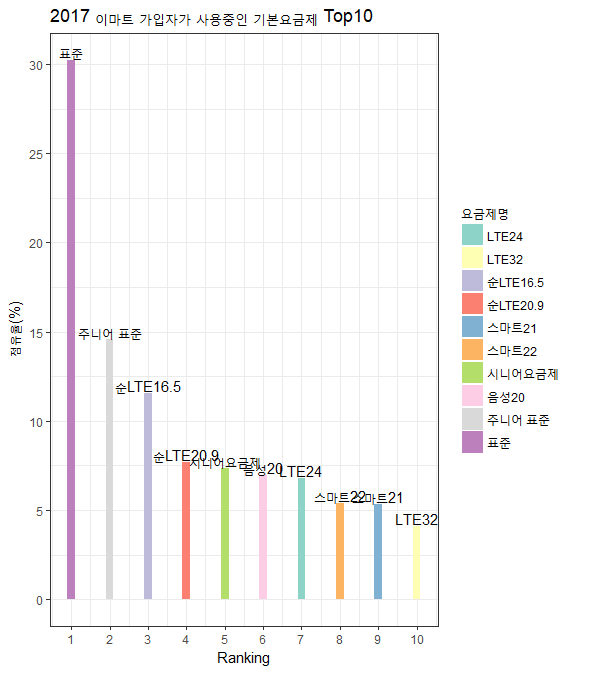 2017 이마트 가입자가 사용중인 기본요금제 Top10
점유율(%)
30
25
20
15
10
5
0
표준
주니어 표준
순LTE16.5
순LTE20.9
시니어요금제
음성20
LTE24
스마트22
스마트21
LTE32
1 2 3 4 5 6 7 8 9 10
Ranking
요금제명
LTE24
LTE32
순LTE16.5
순LTE20.9
스마트21
스마트22
시니어요금제
음성20
주니어 표준
표준